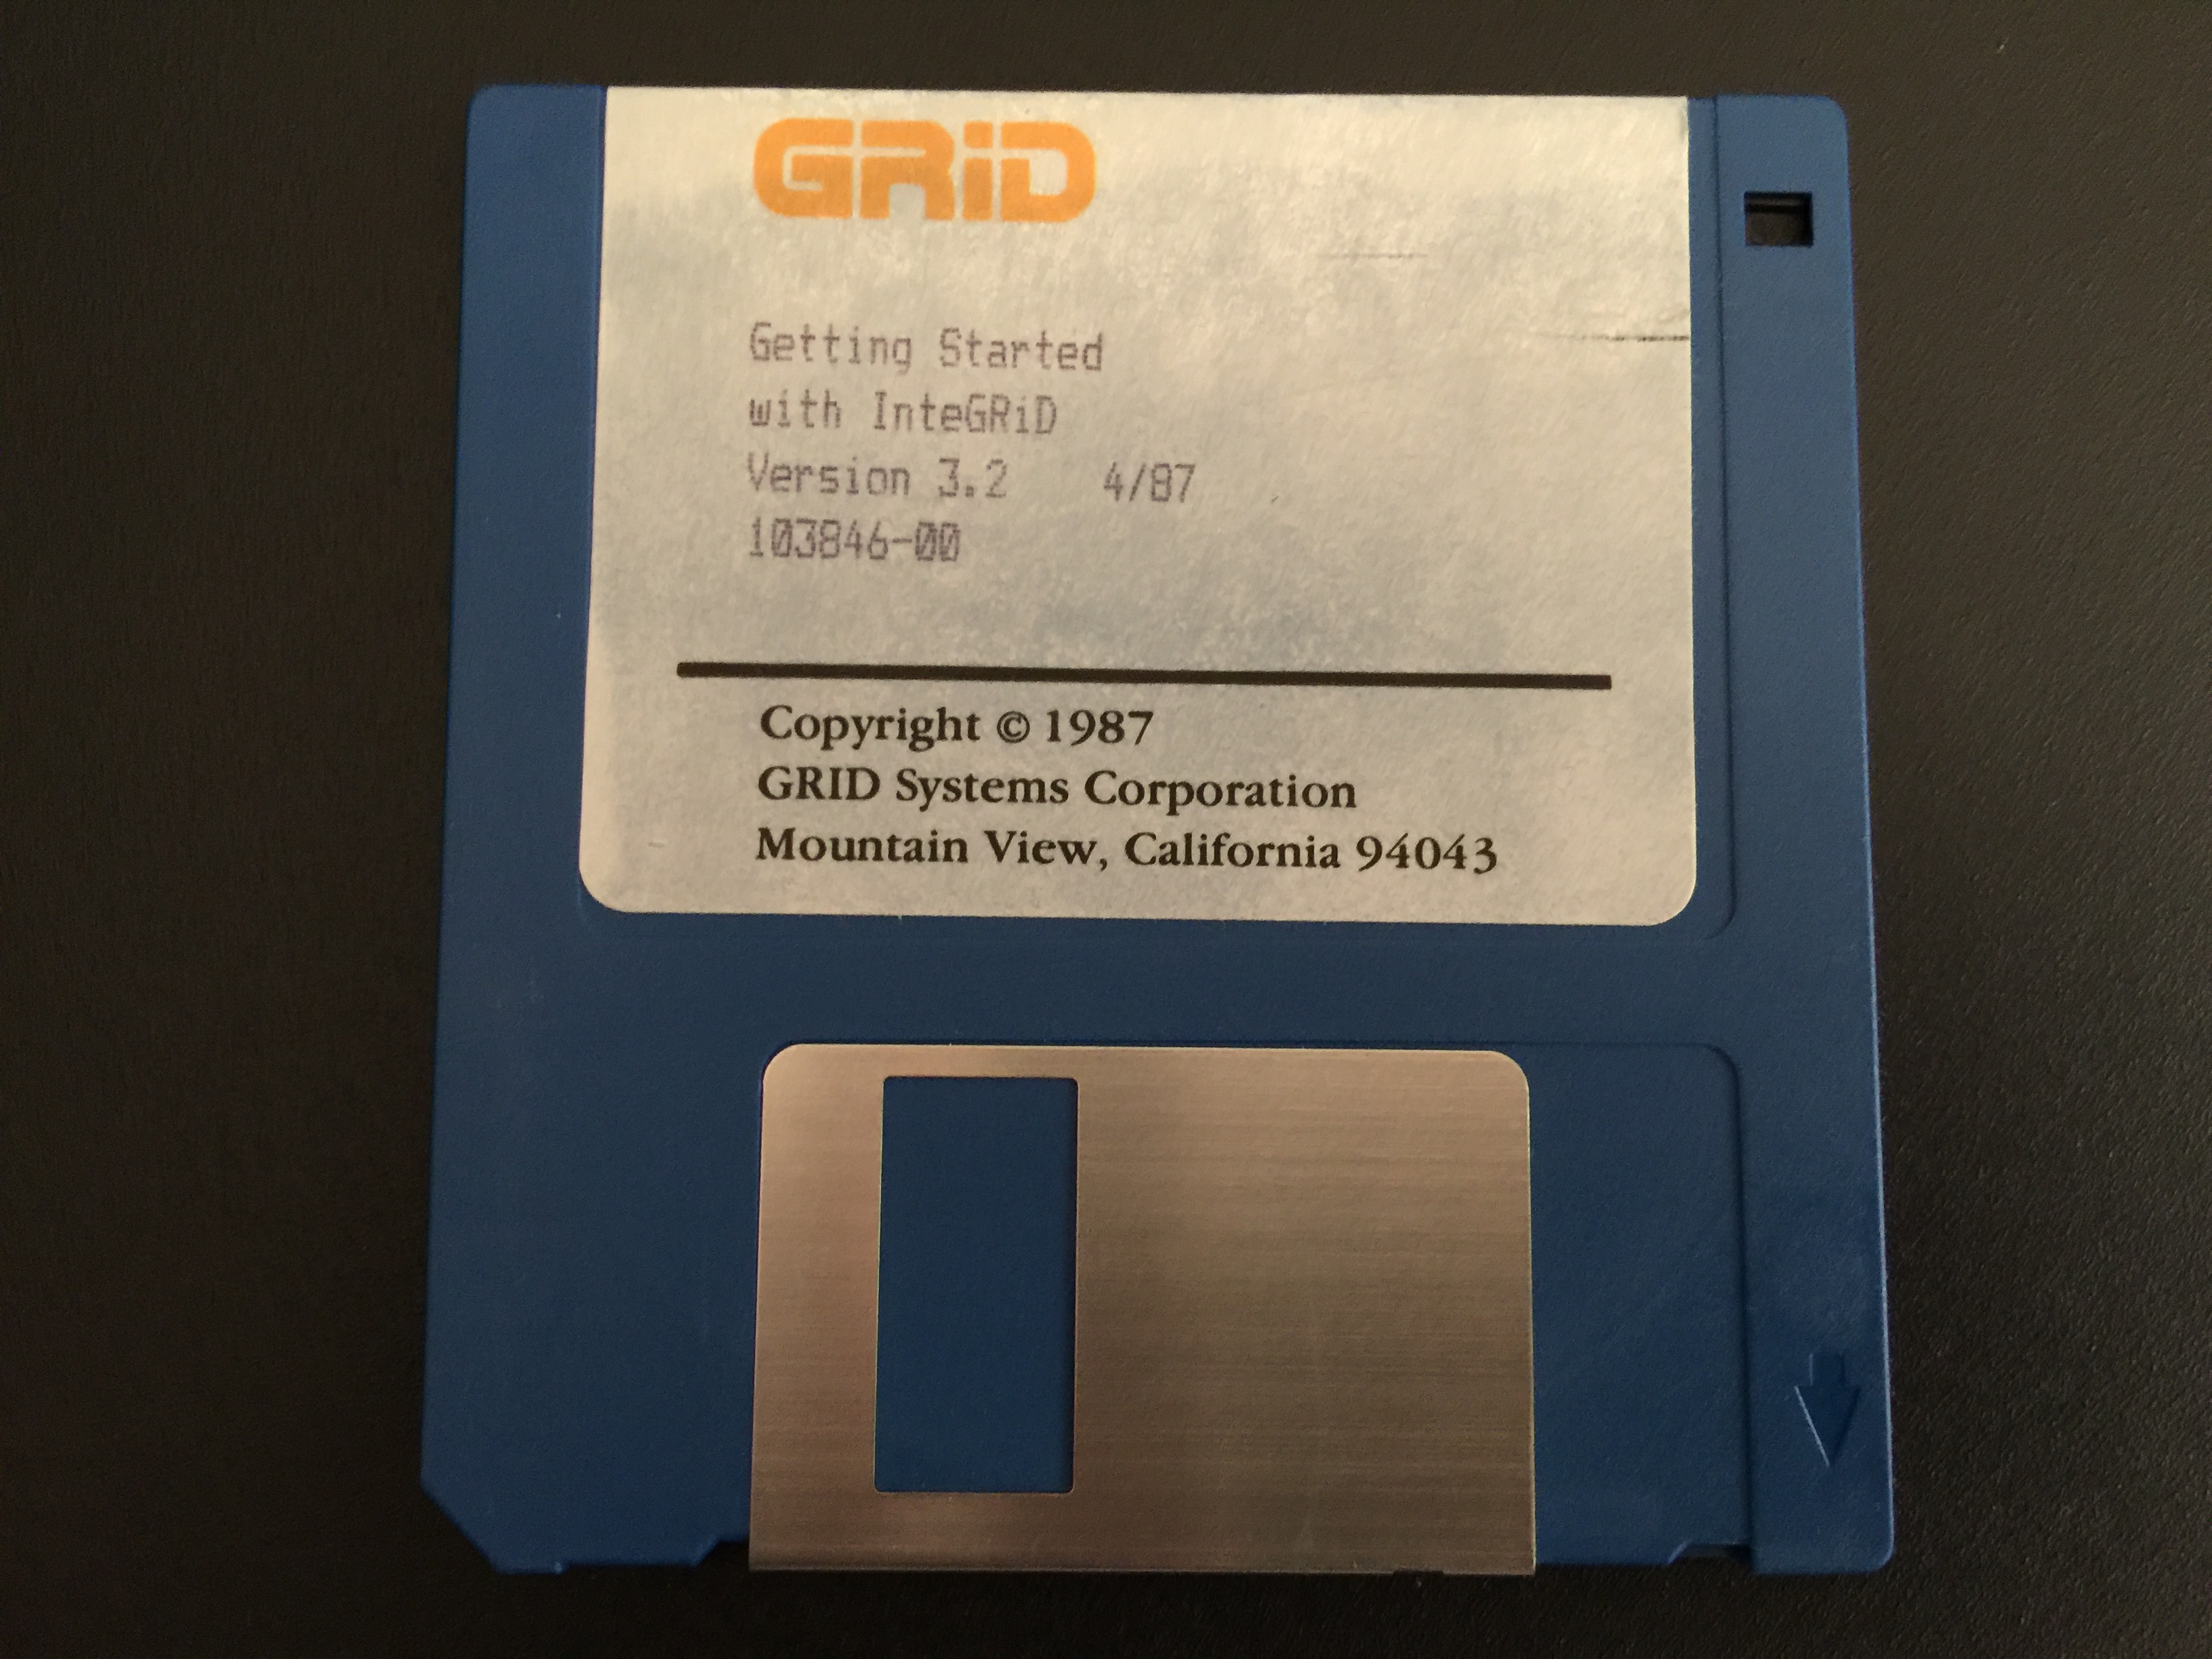 GRiD
Getting Started
with InteGRiD
Version 3.2    4/87
103846-00
Copyright © 1987
GRID Systems Corporation
Mountain View, California 94043